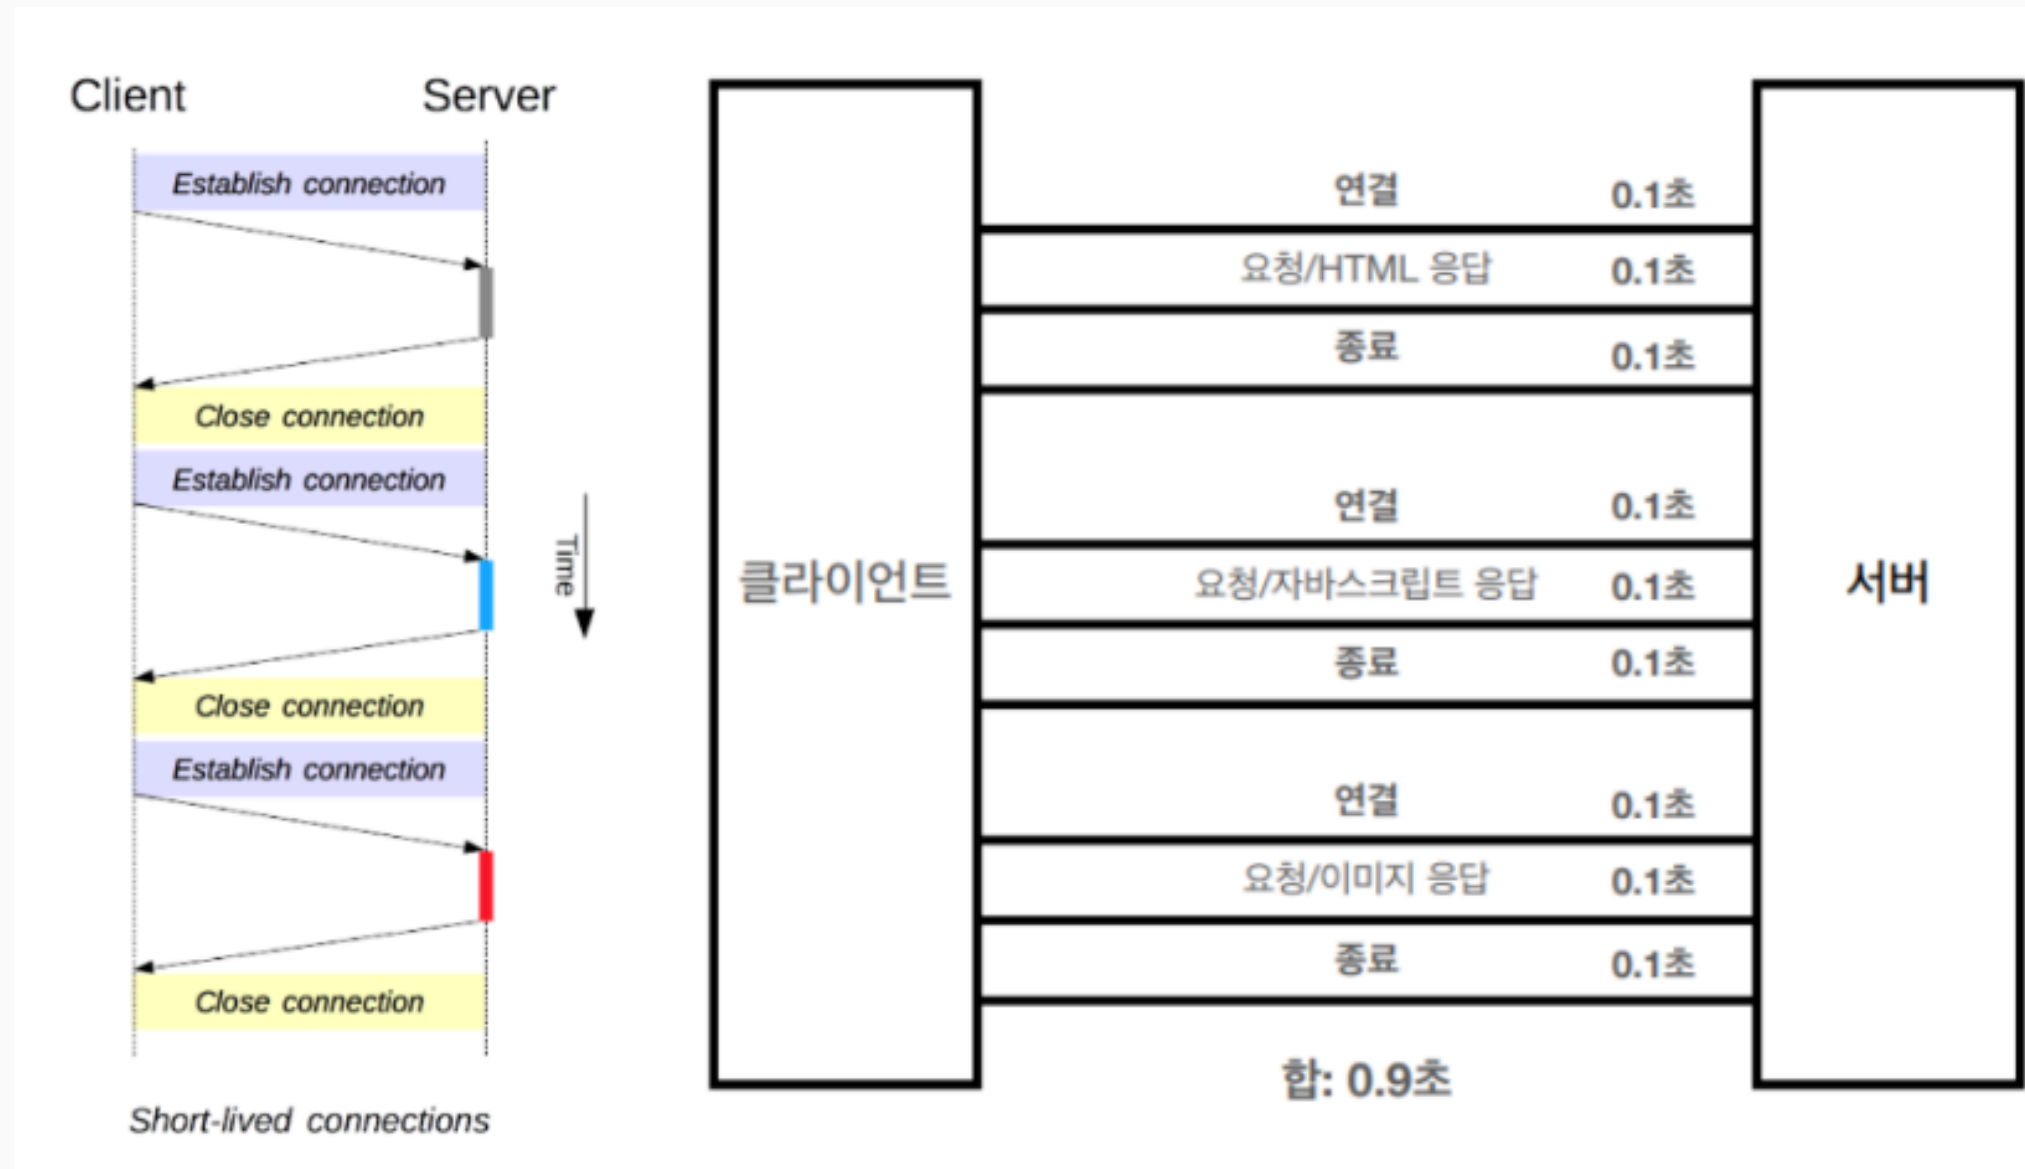 Client
Server
Establish connection
Close connection
Establish connection
Time
Close connection
Establish connection
Close connection
Short-lived connections
클라이언트
연결 0.1초
요청/HTML 응답 0.1초
종료 0.1초
연결 0.1초
요청/자바스크립트 응답 0.1초
종료 0.1초
연결 0.1초
요청/이미지 응답 0.1초
종료 0.1초
합: 0.9초
서버